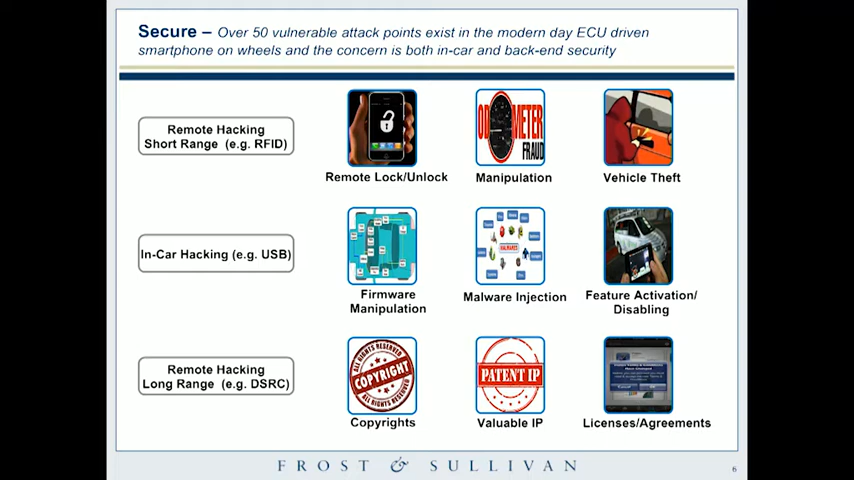 Secure – Over 50 vulnerable attack points exist in the modern day ECU driven
smartphone on wheels and the concern is both in-car and back-end security
Remote Hacking
Short Range (e.g. RFID)
Remote Lock/Unlock
ODOMETER
FRAUD
Manipulation
Vehicle Theft
In-Car Hacking (e.g. USB)
Firmware
Manipulation
MALWARES
Malware Injection
Feature Activation/
Disabling
Remote Hacking
Long Range (e.g. DSRC)
ALL RIGHTS RESERVED
COPYRIGHT
ALL RIGHTS RESERVED
Copyrights
PATENT IP
Valuable IP
Licenses/Agreements
FROST & SULLIVAN
6